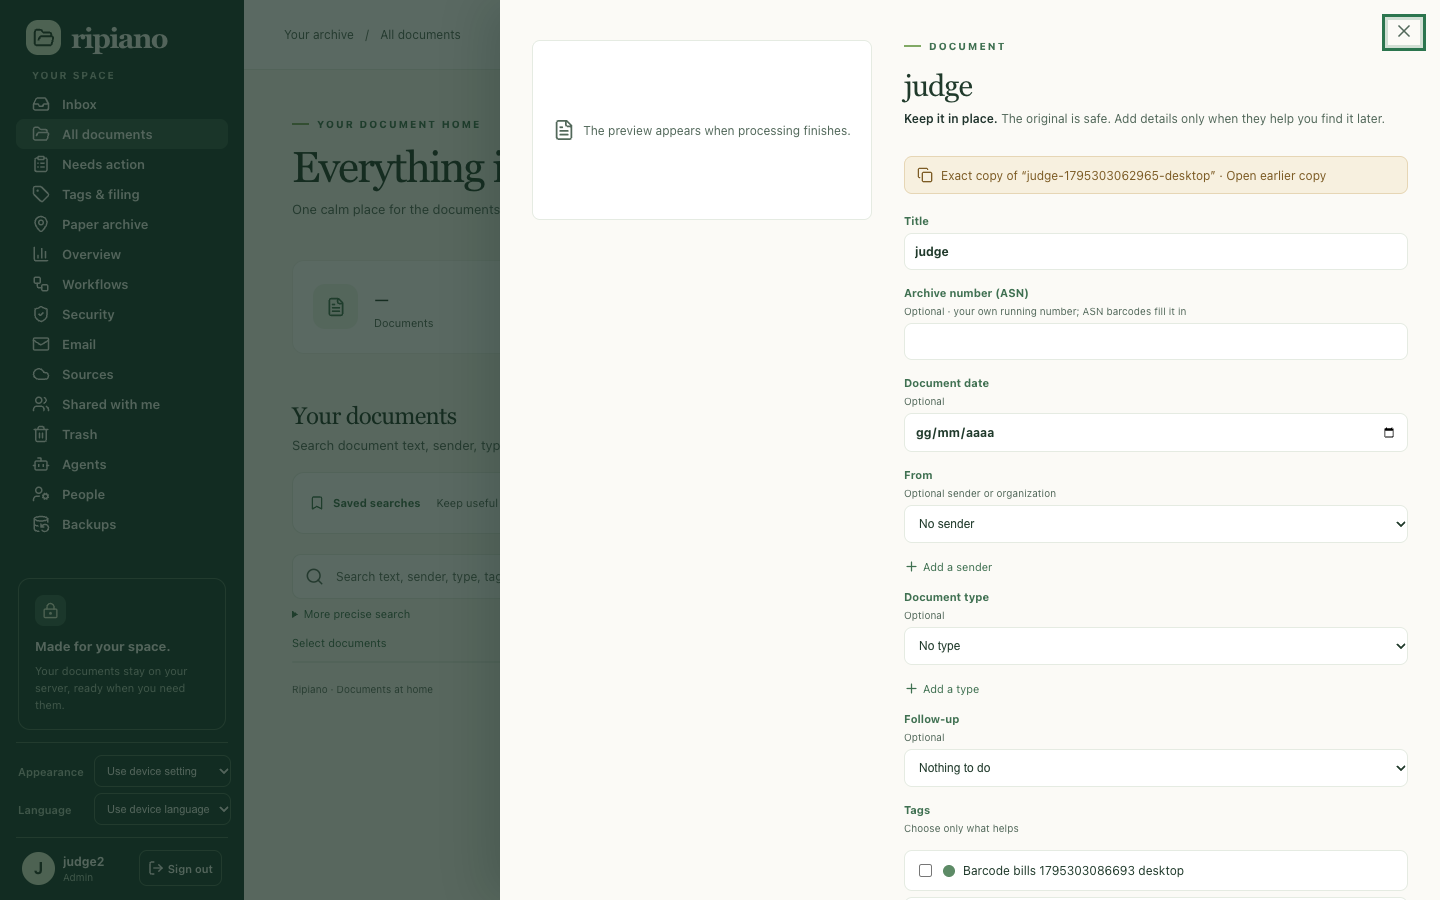 ripiano
YOUR SPACE
Inbox
All documents
Needs action
Tags & filing
Paper archive
Overview
Workflows
Security
Email
Sources
Shared with me
Trash
Agents
People
Backups
Made for your space.
Your documents stay on your
server, ready when you need
them.
Appearance
Use device setting
Language
Use device language
J
judge2
Admin
Sign out
Your archive / All documents
YOUR DOCUMENT HOME
Everything i
One calm place for the documents
—
Documents
Your documents
Search document text, sender, typ
Saved searches Keep useful
Search text, sender, type, tag
More precise search
Select documents
Ripiano · Documents at home
The preview appears when processing finishes.
DOCUMENT
judge
Keep it in place. The original is safe. Add details only when they help you find it later.
Exact copy of “judge-1795303062965-desktop” · Open earlier copy
Title
judge
Archive number (ASN)
Optional · your own running number; ASN barcodes fill it in
Document date
Optional
gg/mm/aaaa
From
Optional sender or organization
No sender
Add a sender
Document type
Optional
No type
Add a type
Follow-up
Optional
Nothing to do
Tags
Choose only what helps
Barcode bills 1795303086693 desktop